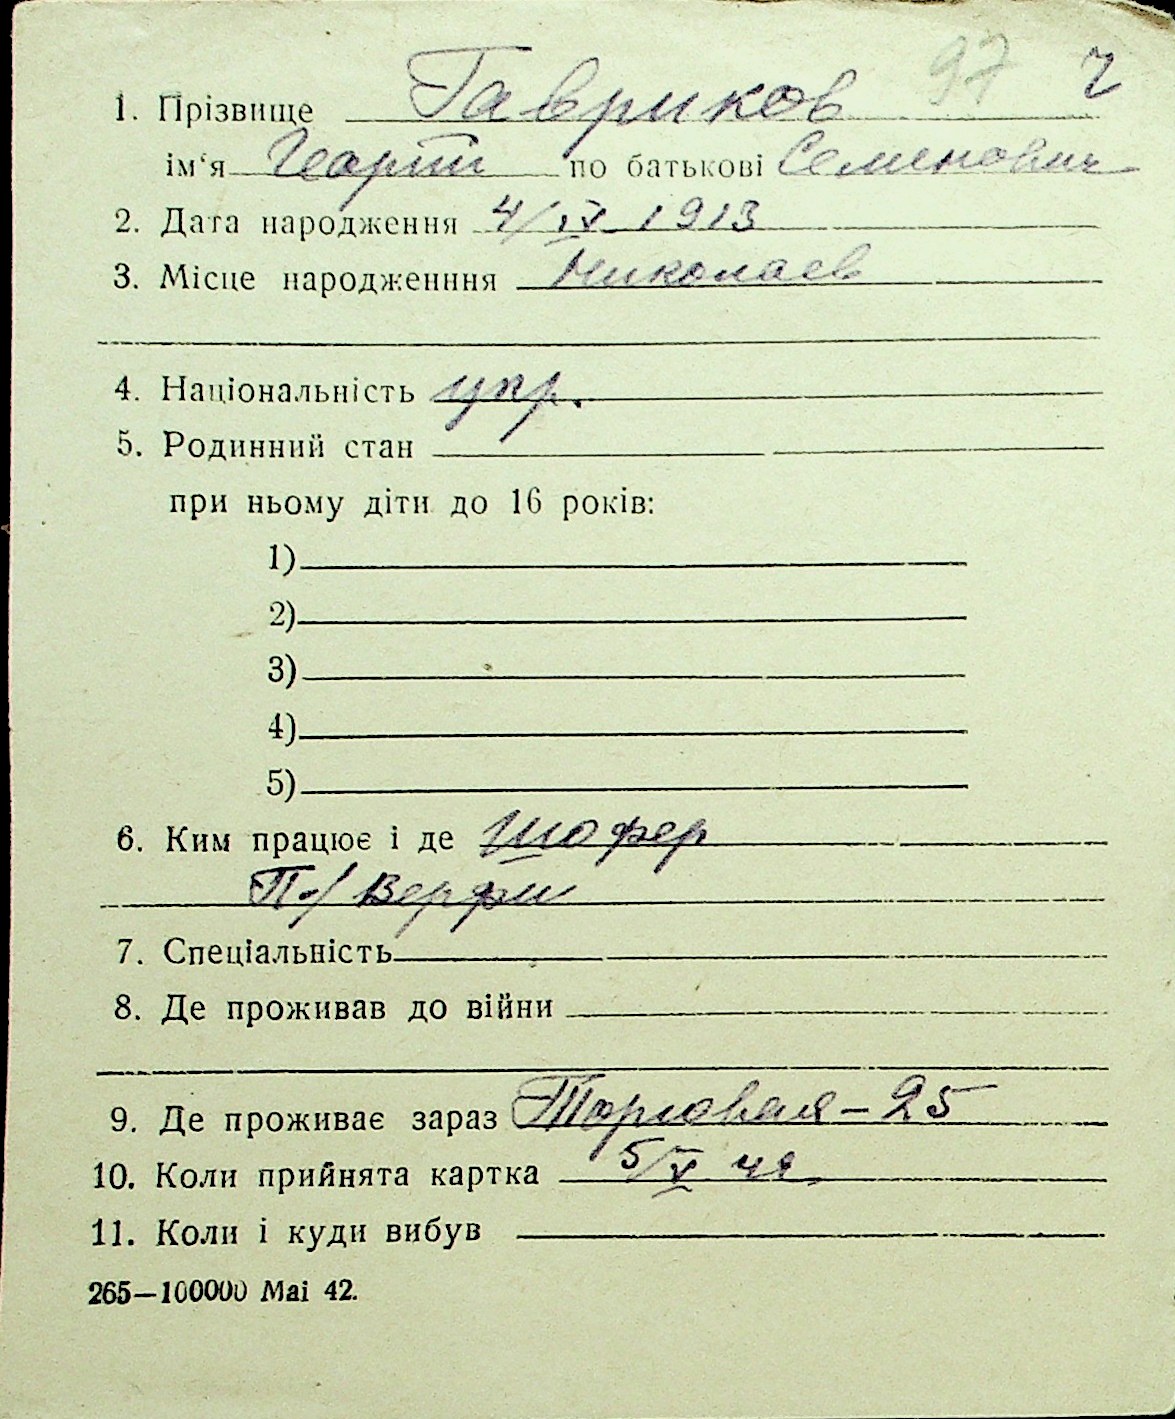 97 2
1. Прізвище Гавриков
ім‘я Георгий по батькові Семенович
2. Дата народження 4/IV 1913
3. Місце народженння Николаев
4. Національність укр.
5. Родинний стан
при ньому діти до 16 років:
1)
2)
3)
4)
5)
6. Ким працює і де шофер
П./Верфи
7. Спеціальність
8. Де проживав до війни
9. Де проживає зараз Торговая-25
10. Коли прийнята картка 5/V 42.
11. Коли і куди вибув
265—100000 Mai 42.